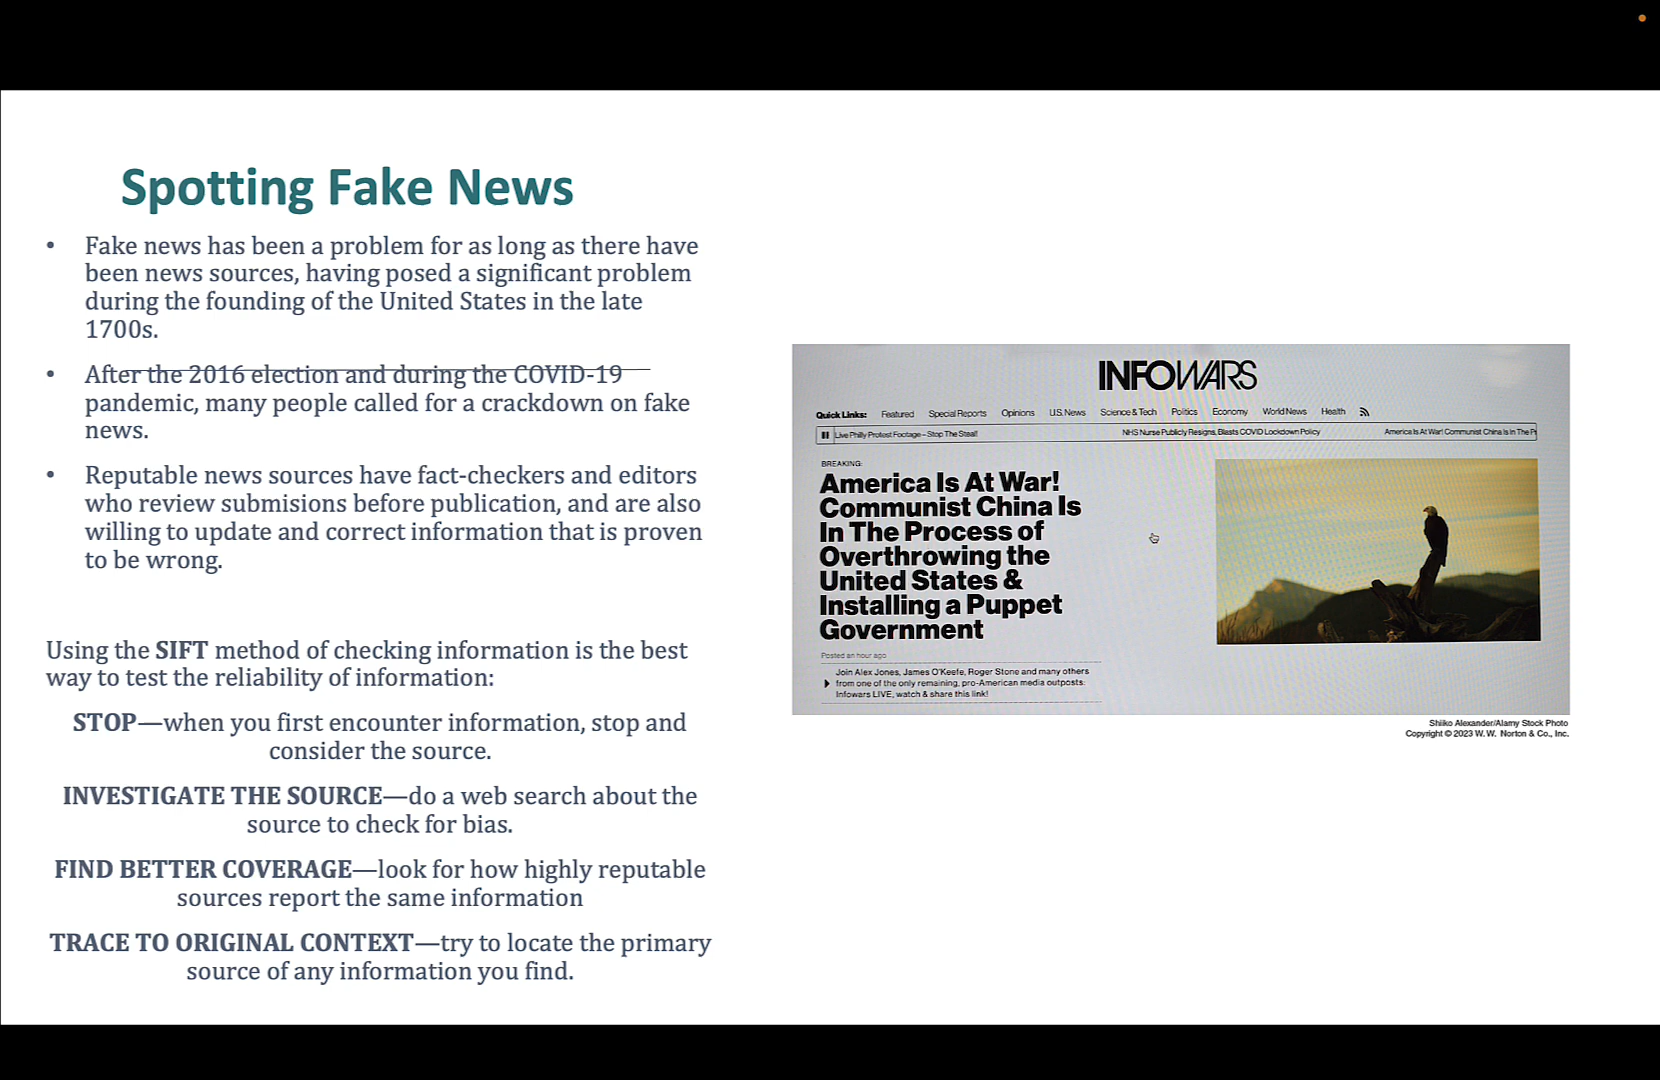 Spotting Fake News
• Fake news has been a problem for as long as there have
been news sources, having posed a significant problem
during the founding of the United States in the late
1700s.
• After the 2016 election and during the COVID-19
pandemic, many people called for a crackdown on fake
news.
• Reputable news sources have fact-checkers and editors
who review submisions before publication, and are also
willing to update and correct information that is proven
to be wrong.
Using the SIFT method of checking information is the best
way to test the reliability of information:
STOP—when you first encounter information, stop and
consider the source.
INVESTIGATE THE SOURCE—do a web search about the
source to check for bias.
FIND BETTER COVERAGE—look for how highly reputable
sources report the same information
TRACE TO ORIGINAL CONTEXT—try to locate the primary
source of any information you find.
INFOWARS
Quick Links: Featured Special Reports Opinions U.S. News Science & Tech Politics Economy World News Health
Live Philly Protest Footage – Stop The Steal! NHS Nurse Publicly Resigns, Blasts COVID Lockdown Policy America Is At War! Communist China Is In The Pr
BREAKING:
America Is At War!
Communist China Is
In The Process of
Overthrowing the
United States &
Installing a Puppet
Government
Posted an hour ago
Join Alex Jones, James O'Keefe, Roger Stone and many others
from one of the only remaining, pro-American media outposts:
Infowars LIVE, watch & share this link!
Shiiko Alexander/Alamy Stock Photo
Copyright © 2023 W. W. Norton & Co., Inc.